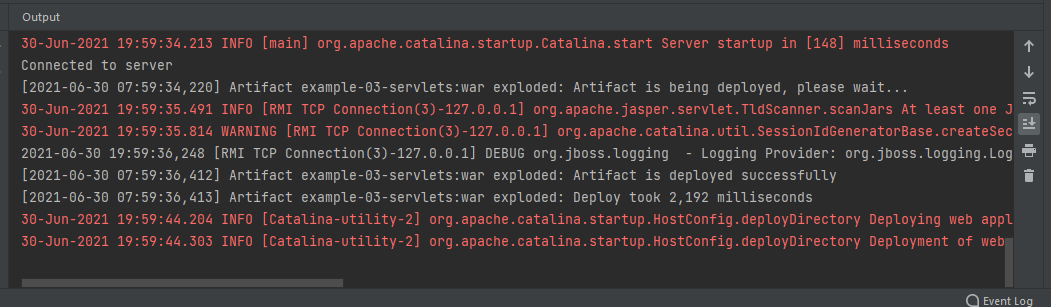 Output
30-Jun-2021 19:59:34.213 INFO [main] org.apache.catalina.startup.Catalina.start Server startup in [148] milliseconds
Connected to server
[2021-06-30 07:59:34,220] Artifact example-03-servlets:war exploded: Artifact is being deployed, please wait...
30-Jun-2021 19:59:35.491 INFO [RMI TCP Connection(3)-127.0.0.1] org.apache.jasper.servlet.TldScanner.scanJars At least one J
30-Jun-2021 19:59:35.814 WARNING [RMI TCP Connection(3)-127.0.0.1] org.apache.catalina.util.SessionIdGeneratorBase.createSec
2021-06-30 19:59:36,248 [RMI TCP Connection(3)-127.0.0.1] DEBUG org.jboss.logging  - Logging Provider: org.jboss.logging.Log
[2021-06-30 07:59:36,412] Artifact example-03-servlets:war exploded: Artifact is deployed successfully
[2021-06-30 07:59:36,413] Artifact example-03-servlets:war exploded: Deploy took 2,192 milliseconds
30-Jun-2021 19:59:44.204 INFO [Catalina-utility-2] org.apache.catalina.startup.HostConfig.deployDirectory Deploying web appl
30-Jun-2021 19:59:44.303 INFO [Catalina-utility-2] org.apache.catalina.startup.HostConfig.deployDirectory Deployment of web
Event Log